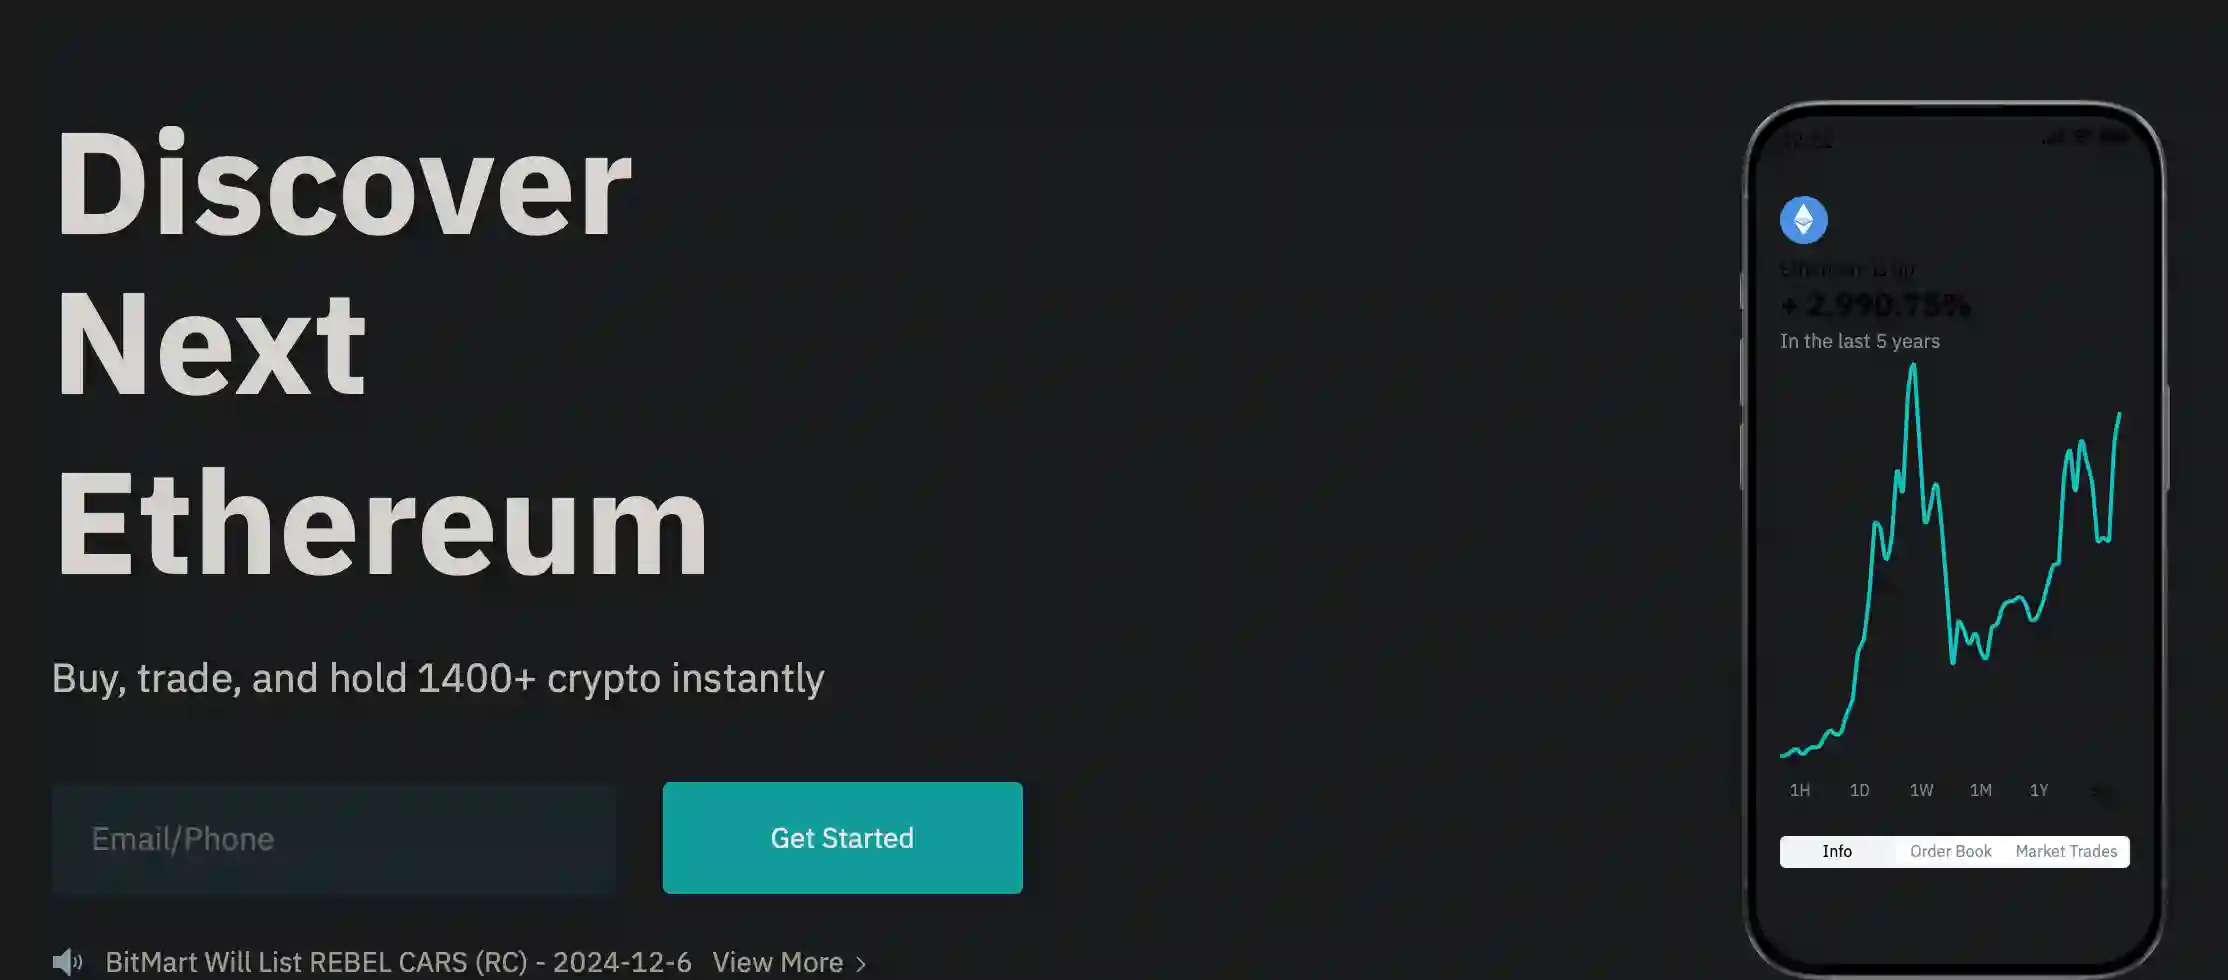 Discover
Next
Ethereum
Buy, trade, and hold 1400+ crypto instantly
Email/Phone
Get Started
BitMart Will List REBEL CARS (RC) - 2024-12-6 View More >
Ethereum is up
+ 2,990.75%
In the last 5 years
1H 1D 1W 1M 1Y
Info Order Book Market Trades